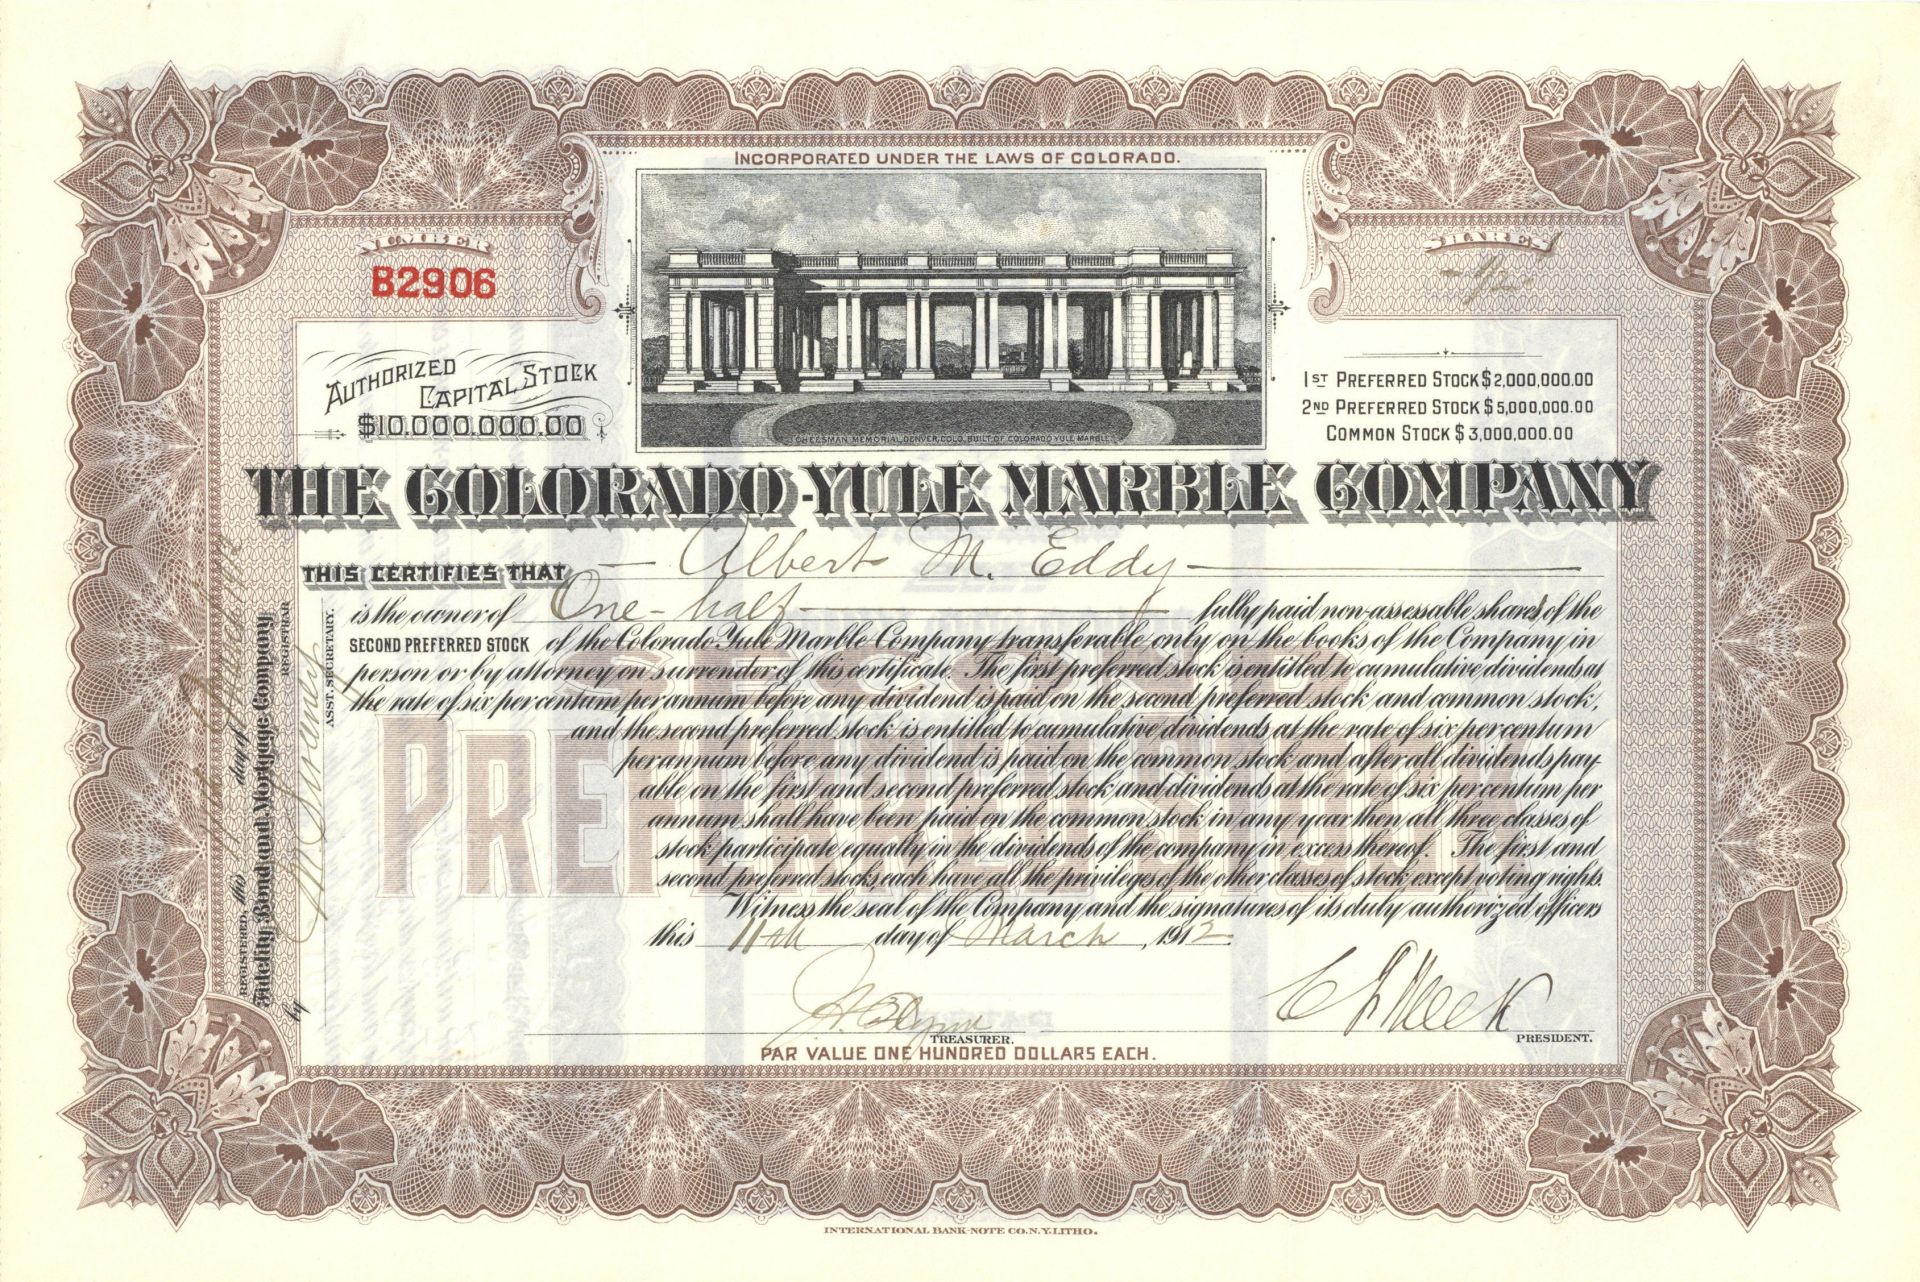 INCORPORATED UNDER THE LAWS OF COLORADO.
NUMBER
B2906
SHARES
- 1/2 -
AUTHORIZED
CAPITAL STOCK
$10,000,000.00
CHEESMAN MEMORIAL, DENVER, COLO. BUILT OF COLORADO YULE MARBLE
1ST PREFERRED STOCK $2,000,000.00
2ND PREFERRED STOCK $5,000,000.00
COMMON STOCK $3,000,000.00
THE COLORADO-YULE MARBLE COMPANY
THIS CERTIFIES THAT Albert M. Eddy
is the owner of One-half fully paid non-assessable share of the
SECOND PREFERRED STOCK of the Colorado Yule Marble Company transferable only on the books of the Company in
person or by attorney on surrender of this certificate. The first preferred stock is entitled to cumulative dividends at
the rate of six per centum per annum before any dividend is paid on the second preferred stock and common stock,
and the second preferred stock is entitled to cumulative dividends at the rate of six per centum
per annum before any dividend is paid on the common stock and after all dividends pay-
able on the first and second preferred stock and dividends at the rate of six per centum per
annum shall have been paid on the common stock in any year then all three classes of
stock participate equally in the dividends of the company in excess thereof. The first and
second preferred stocks, each have all the privileges of the other classes of stock, except voting rights.
Witness the seal of the Company and the signatures of its duly authorized officers
this 11th day of March, 1912.
SECOND
PREFERRED STOCK
TREASURER.
C F Meek
PRESIDENT.
PAR VALUE ONE HUNDRED DOLLARS EACH.
REGISTERED, this day of March 1912
Fidelity Bond and Mortgage Company,
REGISTRAR
by
ASST. SECRETARY.
INTERNATIONAL BANK-NOTE CO. N.Y. LITHO.